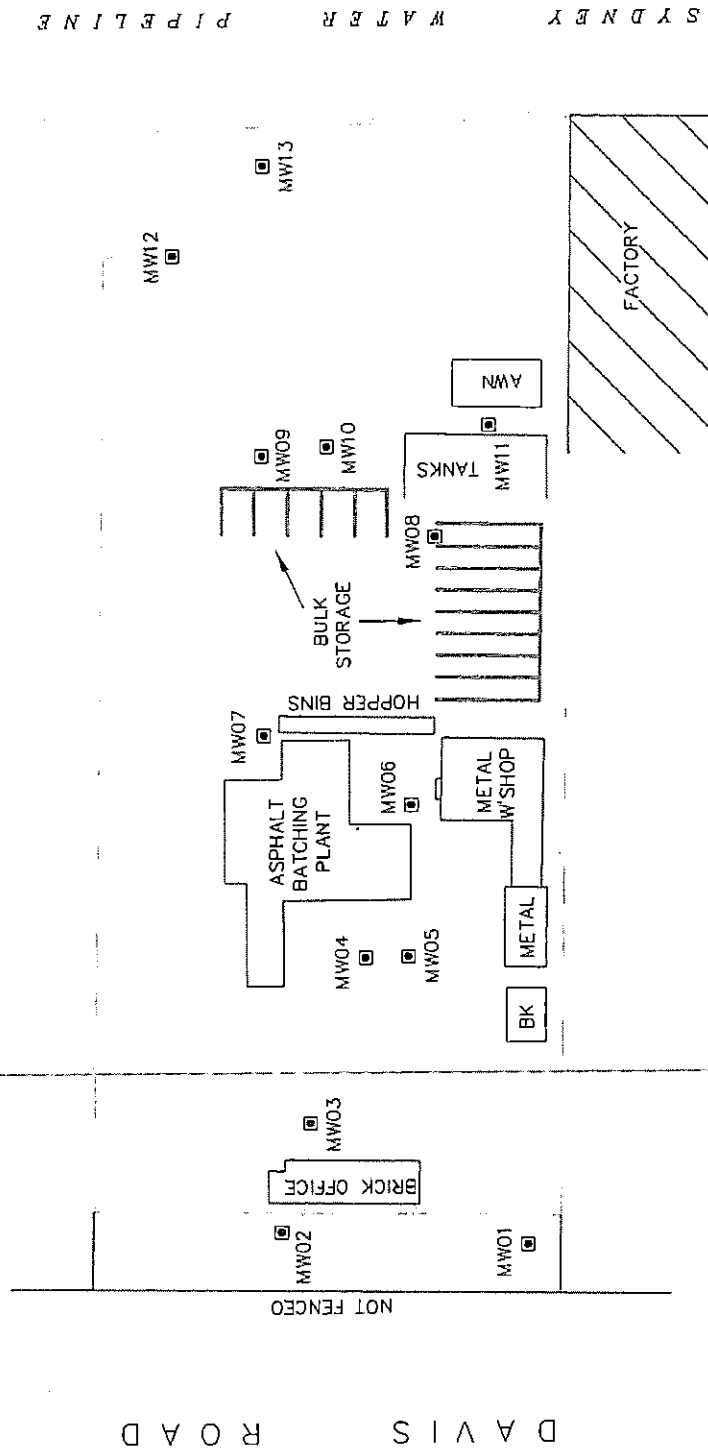 SYDNEY WATER PIPELINE
MW13
MW12
FACTORY
AWN
MW09
MW10
TANKS
MW11
MW08
BULK
STORAGE
HOPPER BINS
MW07
MW06
ASPHALT
BATCHING
PLANT
METAL
W'SHOP
MW04
MW05
METAL
BK
MW03
BRICK OFFICE
MW02
MW01
NOT FENCED
DAVIS ROAD